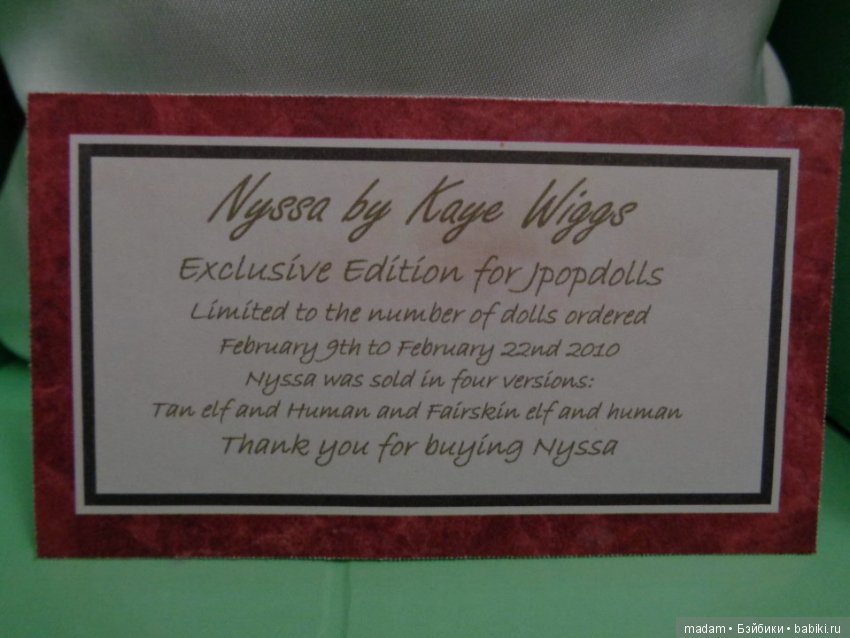 Nyssa by Kaye Wiggs
Exclusive Edition for Jpopdolls
Limited to the number of dolls ordered
February 9th to February 22nd 2010
Nyssa was sold in four versions:
Tan elf and Human and Fairskin elf and human
Thank you for buying Nyssa
madam • Бэйбики • babiki.ru